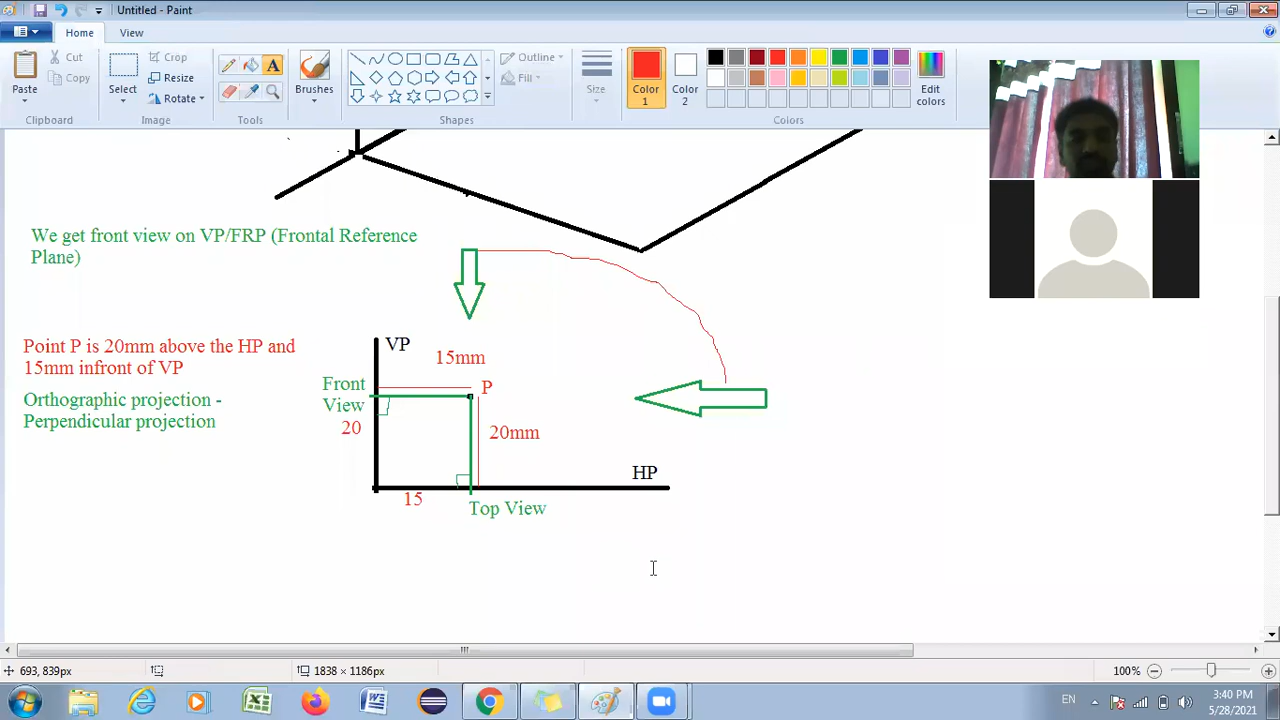 Untitled - Paint
Home
View
Paste
Cut
Copy
Clipboard
Select
Crop
Resize
Rotate
Image
Tools
Brushes
Shapes
Outline
Fill
Size
Color
1
Color
2
Edit
colors
Colors
We get front view on VP/FRP (Frontal Reference
Plane)
Point P is 20mm above the HP and
15mm infront of VP
Orthographic projection -
Perpendicular projection
VP
15mm
Front
View
P
20
20mm
HP
15
Top View
693, 839px
1838 × 1186px
100%
EN
3:40 PM
5/28/2021